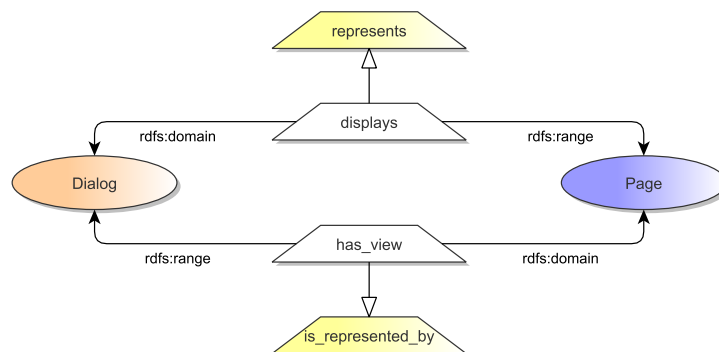 represents
displays
rdfs:domain
rdfs:range
Dialog
Page
has_view
rdfs:range
rdfs:domain
is_represented_by